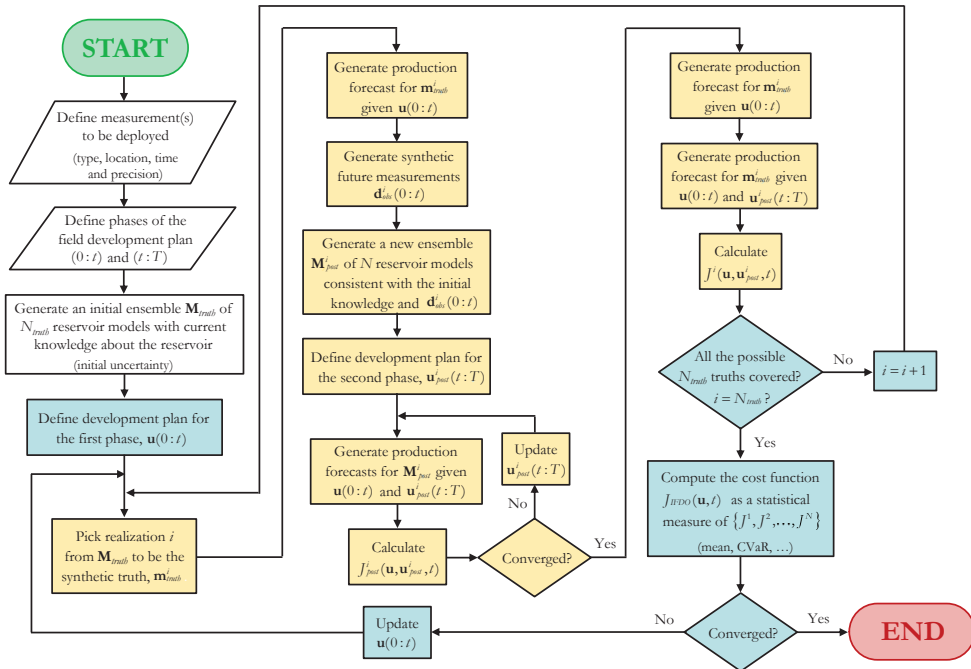 START
Define measurement(s)
to be deployed
(type, location, time
and precision)
Define phases of the
field development plan
(0 : t) and (t : T)
Generate an initial ensemble M_truth of
N_truth reservoir models with current
knowledge about the reservoir
(initial uncertainty)
Define development plan for
the first phase, u(0 : t)
Pick realization i
from M_truth to be the
synthetic truth, m^i_truth
Generate production
forecast for m^i_truth
given u(0 : t)
Generate synthetic
future measurements
d^i_obs(0 : t)
Generate a new ensemble
M^i_post of N reservoir models
consistent with the initial
knowledge and d^i_obs(0 : t)
Define development plan for
the second phase, u^i_post(t : T)
Generate production
forecasts for M^i_post given
u(0 : t) and u^i_post(t : T)
Update
u^i_post(t : T)
No
Calculate
J^i_post(u, u^i_post, t)
Converged?
Yes
Generate production
forecast for m^i_truth
given u(0 : t)
Generate production
forecast for m^i_truth given
u(0 : t) and u^i_post(t : T)
Calculate
J^i(u, u^i_post, t)
All the possible
N_truth truths covered?
i = N_truth ?
No
i = i + 1
Yes
Compute the cost function
J_IFDO(u, t) as a statistical
measure of {J^1, J^2, ..., J^N}
(mean, CVaR, ...)
Converged?
No
Update
u(0 : t)
Yes
END